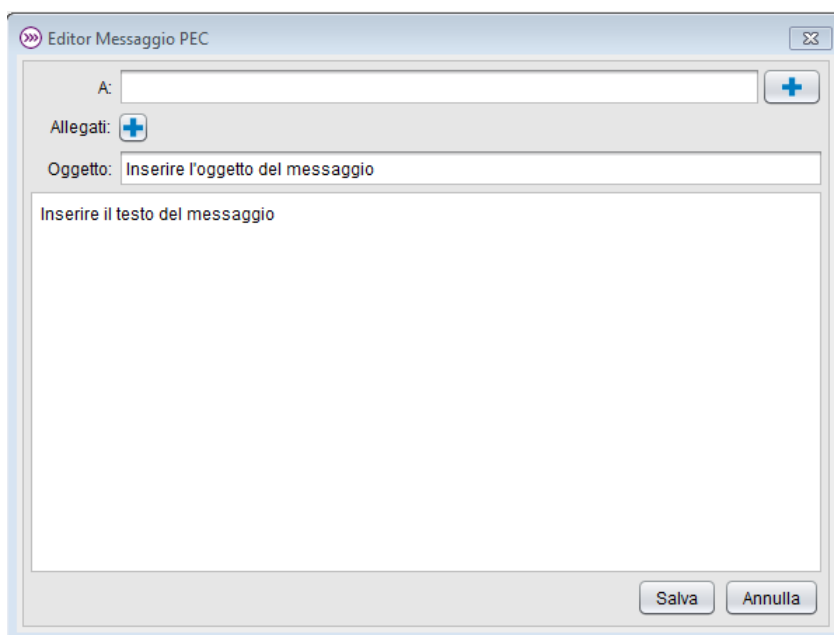 Editor Messaggio PEC
A:
Allegati:
Oggetto: Inserire l'oggetto del messaggio
Inserire il testo del messaggio
Salva Annulla